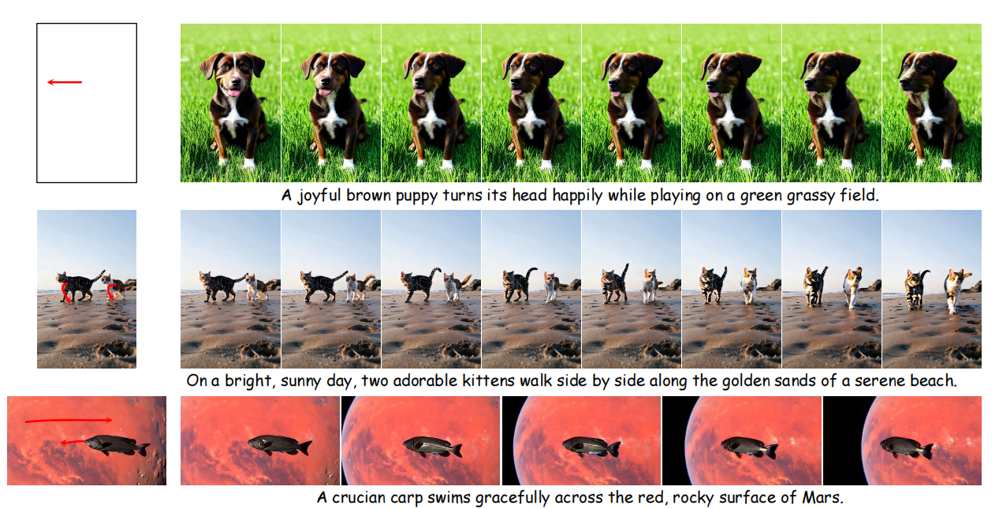 A joyful brown puppy turns its head happily while playing on a green grassy field.
On a bright, sunny day, two adorable kittens walk side by side along the golden sands of a serene beach.
A crucian carp swims gracefully across the red, rocky surface of Mars.